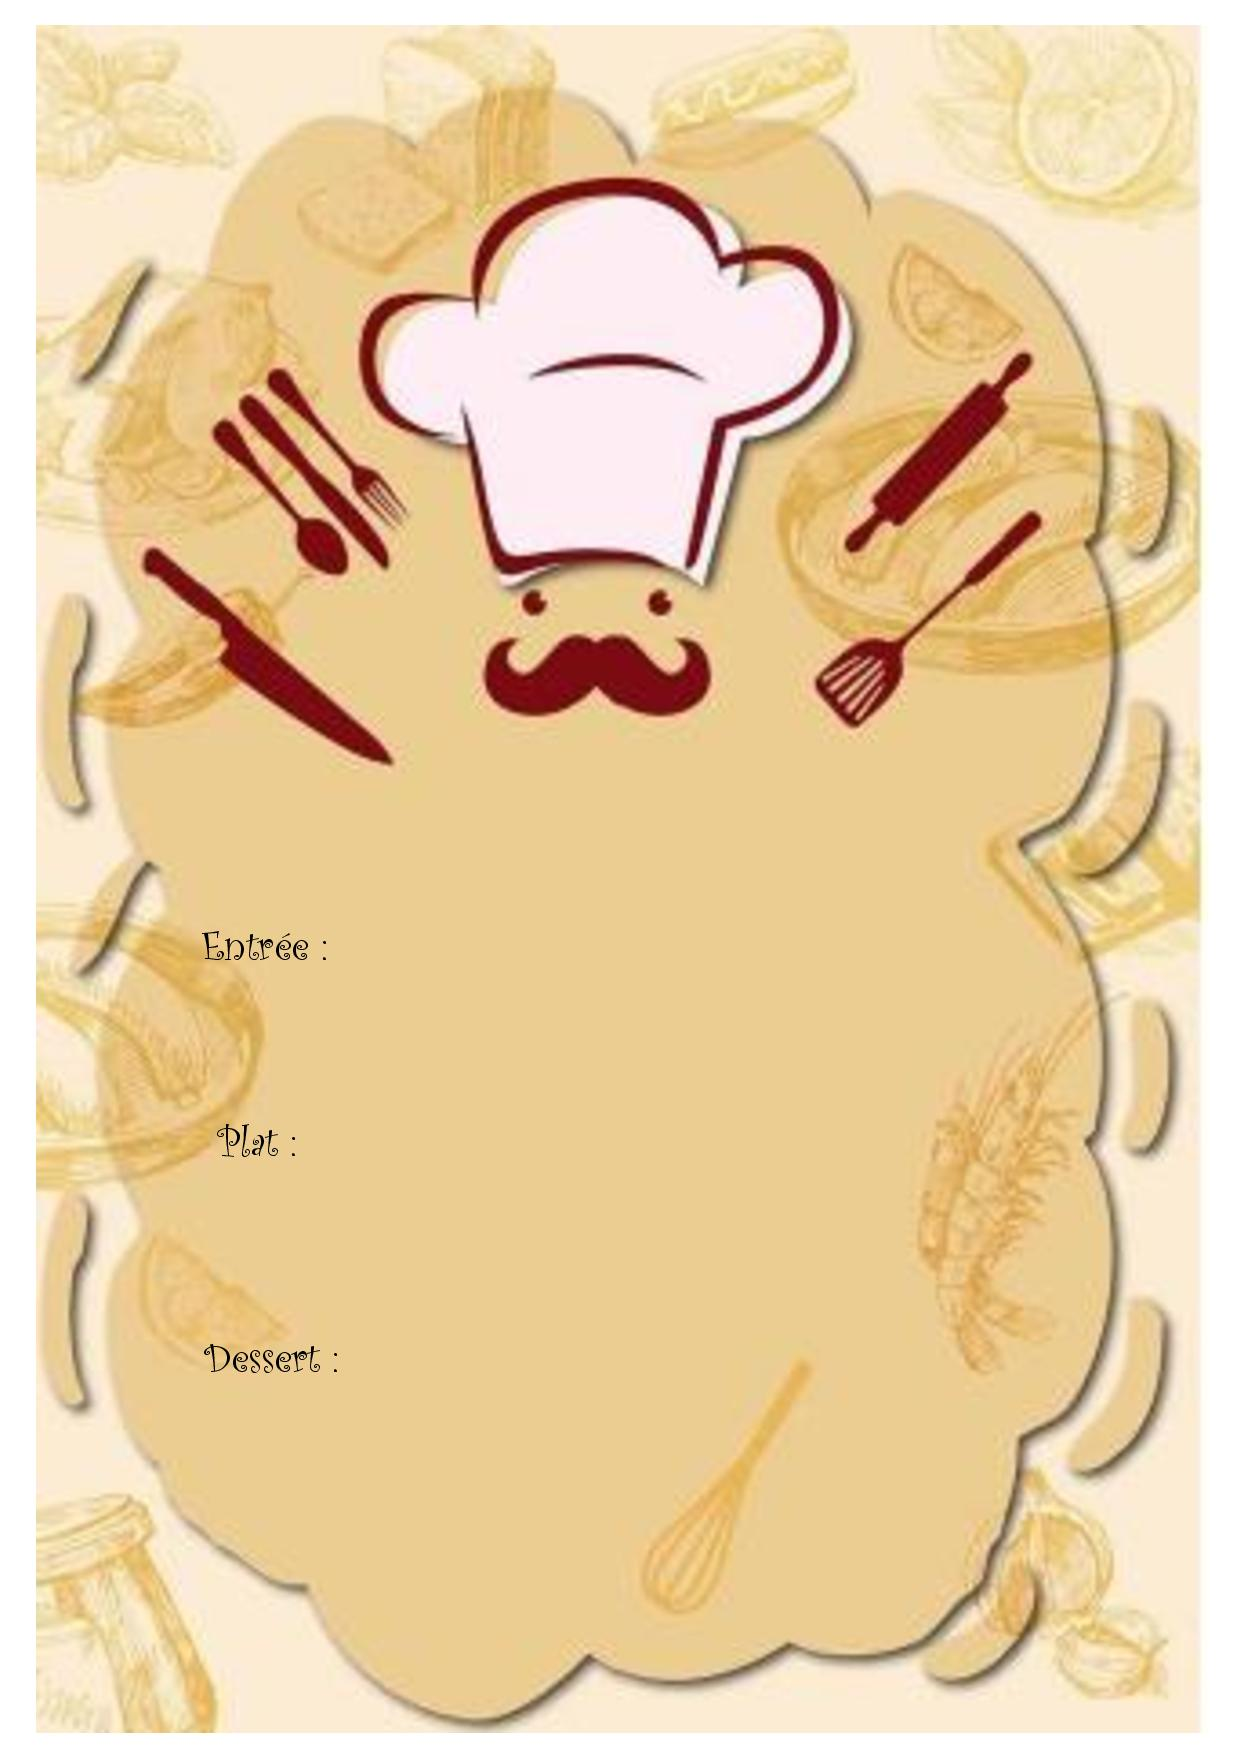 Entrée :
Plat :
Dessert :